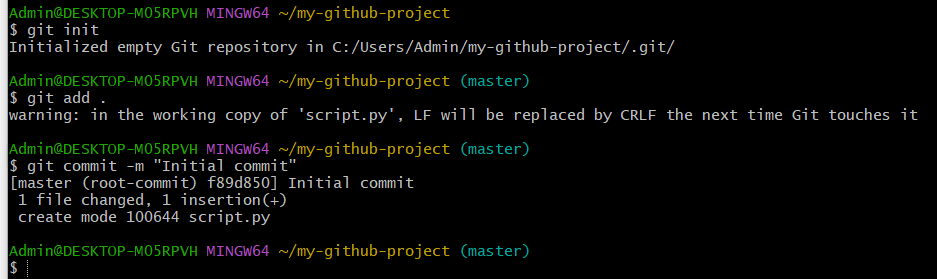 Admin@DESKTOP-MO5RPVH MINGW64 ~/my-github-project
$ git init
Initialized empty Git repository in C:/Users/Admin/my-github-project/.git/
Admin@DESKTOP-MO5RPVH MINGW64 ~/my-github-project (master)
$ git add .
warning: in the working copy of 'script.py', LF will be replaced by CRLF the next time Git touches it
Admin@DESKTOP-MO5RPVH MINGW64 ~/my-github-project (master)
$ git commit -m "Initial commit"
[master (root-commit) f89d850] Initial commit
 1 file changed, 1 insertion(+)
 create mode 100644 script.py
Admin@DESKTOP-MO5RPVH MINGW64 ~/my-github-project (master)
$